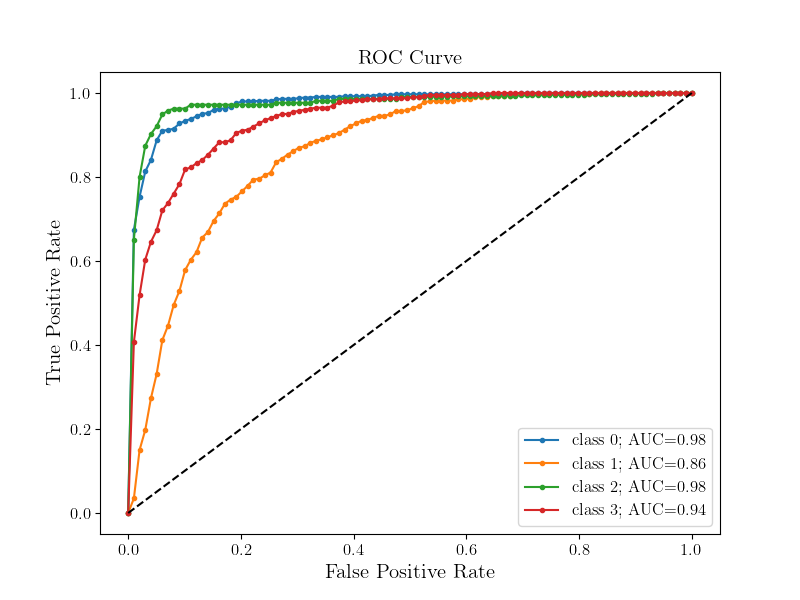 ROC Curve
True Positive Rate
1.0
0.8
0.6
0.4
0.2
0.0
class 0; AUC=0.98
class 1; AUC=0.86
class 2; AUC=0.98
class 3; AUC=0.94
0.0 0.2 0.4 0.6 0.8 1.0
False Positive Rate